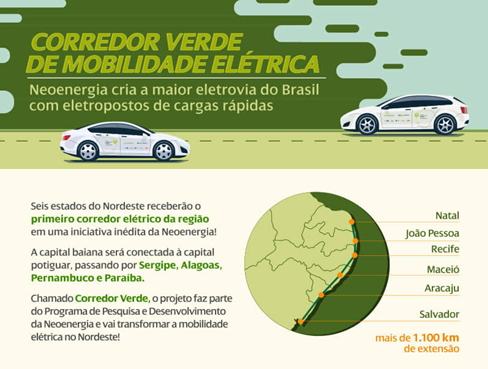 CORREDOR VERDE
DE MOBILIDADE ELÉTRICA
Neoenergia cria a maior eletrovia do Brasil
com eletropostos de cargas rápidas
Seis estados do Nordeste receberão o
primeiro corredor elétrico da região
em uma iniciativa inédita da Neoenergia!
A capital baiana será conectada à capital
potiguar, passando por Sergipe, Alagoas,
Pernambuco e Paraíba.
Chamado Corredor Verde, o projeto faz parte
do Programa de Pesquisa e Desenvolvimento
da Neoenergia e vai transformar a mobilidade
elétrica no Nordeste!
Natal
João Pessoa
Recife
Maceió
Aracaju
Salvador
mais de 1.100 km
de extensão